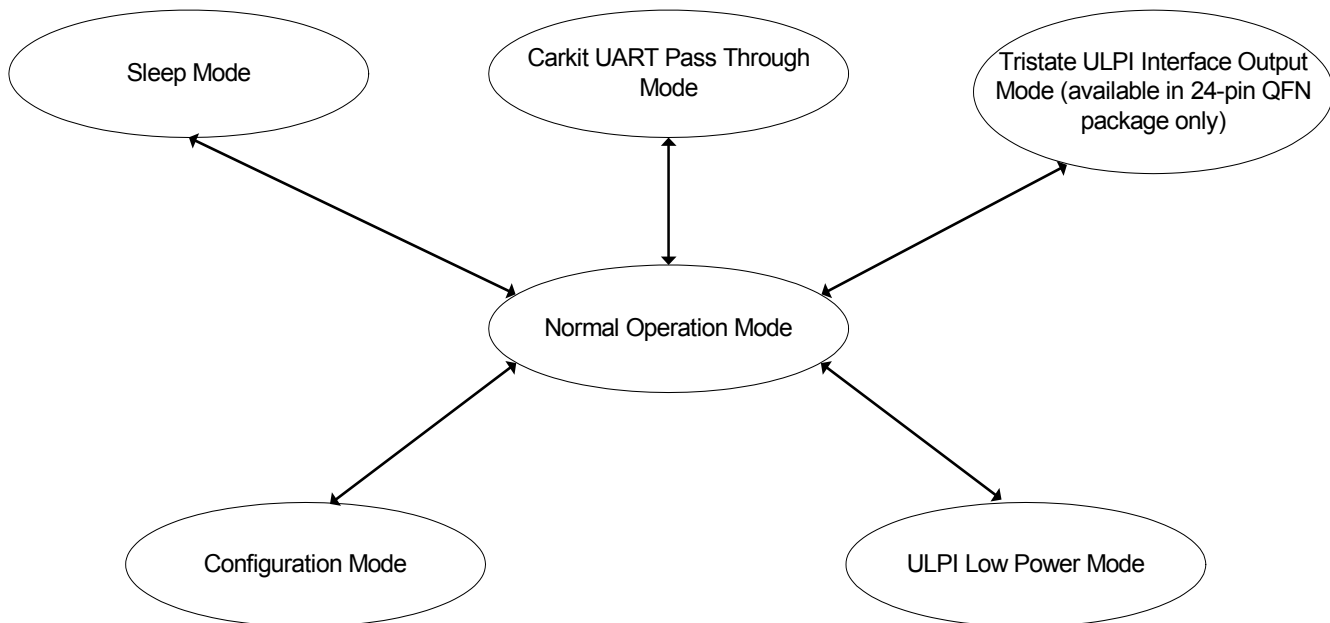 Sleep Mode
Carkit UART Pass Through
Mode
Tristate ULPI Interface Output
Mode (available in 24-pin QFN
package only)
Normal Operation Mode
Configuration Mode
ULPI Low Power Mode